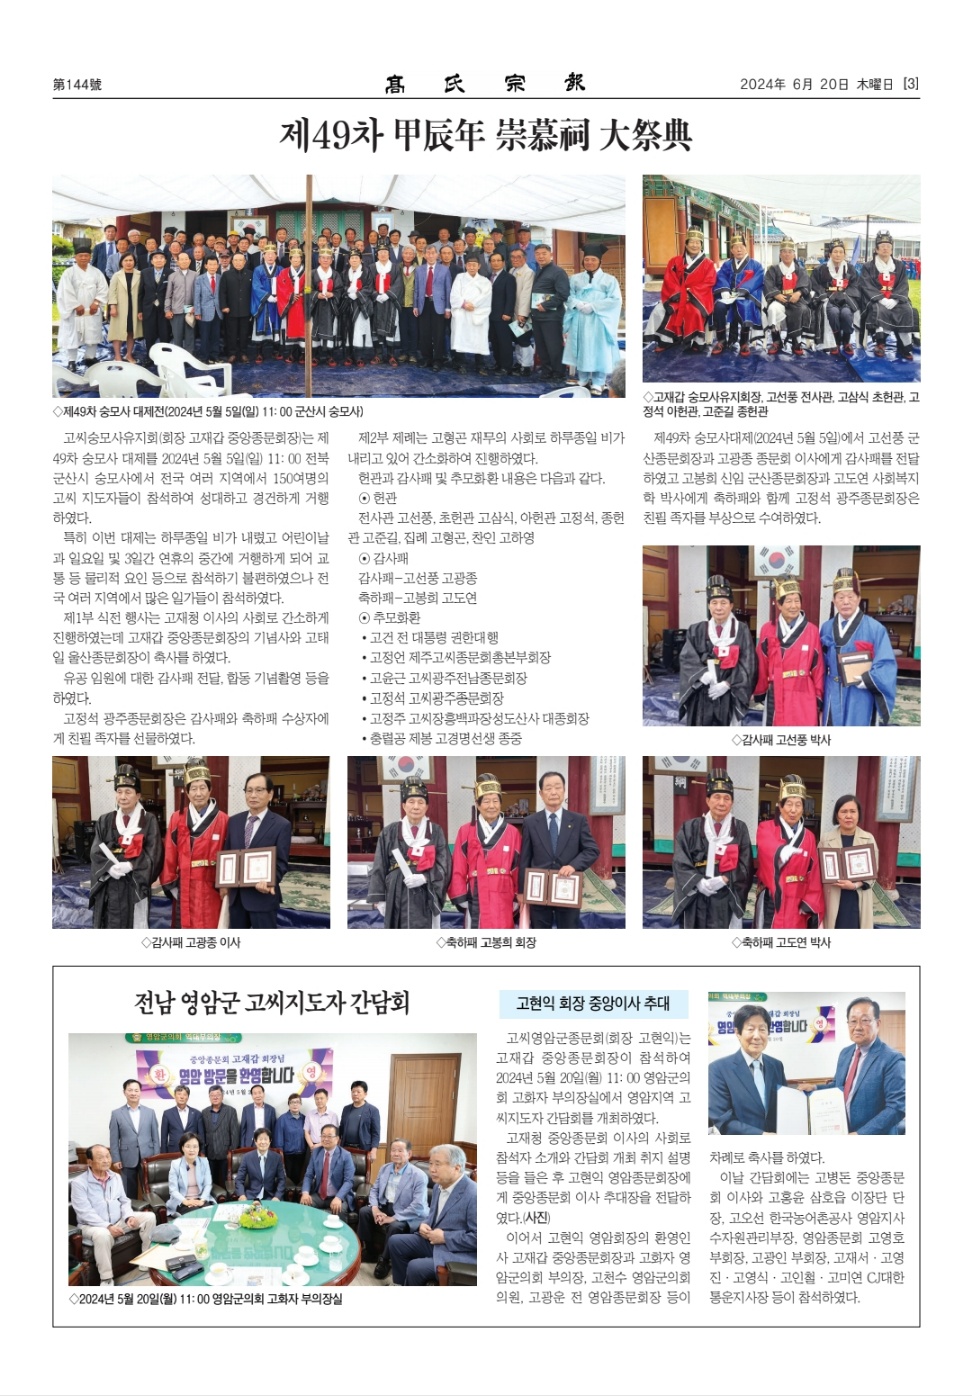 第144號
高氏宗報
2024年 6月 20日 木曜日 [3]
제49차 甲辰年 崇慕祠 大祭典
◇제49차 숭모사 대제전(2024년 5월 5일(일) 11: 00 군산시 숭모사)
◇고재갑 숭모사유지회장, 고선풍 전사관, 고삼식 초헌관, 고
정석 아헌관, 고준길 종헌관
고씨숭모사유지회(회장 고재갑 중앙종문회장)는 제
49차 숭모사 대제를 2024년 5월 5일(일) 11: 00 전북
군산시 숭모사에서 전국 여러 지역에서 150여명의
고씨 지도자들이 참석하여 성대하고 경건하게 거행
하였다.
특히 이번 대제는 하루종일 비가 내렸고 어린이날
과 일요일 및 3일간 연휴의 중간에 거행하게 되어 교
통 등 물리적 요인 등으로 참석하기 불편하였으나 전
국 여러 지역에서 많은 일가들이 참석하였다.
제1부 식전 행사는 고재청 이사의 사회로 간소하게
진행하였는데 고재갑 중앙종문회장의 기념사와 고태
일 울산종문회장이 축사를 하였다.
유공 임원에 대한 감사패 전달, 합동 기념촬영 등을
하였다.
고정석 광주종문회장은 감사패와 축하패 수상자에
게 친필 족자를 선물하였다.
제2부 제례는 고형곤 재무의 사회로 하루종일 비가
내리고 있어 간소화하여 진행하였다.
헌관과 감사패 및 추모화환 내용은 다음과 같다.
⊙ 헌관
전사관 고선풍, 초헌관 고삼식, 아헌관 고정석, 종헌
관 고준길, 집례 고형곤, 찬인 고하영
⊙ 감사패
감사패-고선풍 고광종
축하패-고봉희 고도연
⊙ 추모화환
• 고건 전 대통령 권한대행
• 고정언 제주고씨종문회총본부회장
• 고윤근 고씨광주전남종문회장
• 고정석 고씨광주종문회장
• 고정주 고씨장흥백파장성도산사 대종회장
• 충렬공 제봉 고경명선생 종중
제49차 숭모사대제(2024년 5월 5일)에서 고선풍 군
산종문회장과 고광종 종문회 이사에게 감사패를 전달
하였고 고봉희 신임 군산종문회장과 고도연 사회복지
학 박사에게 축하패와 함께 고정석 광주종문회장은
친필 족자를 부상으로 수여하였다.
◇감사패 고선풍 박사
◇감사패 고광종 이사
◇축하패 고봉희 회장
◇축하패 고도연 박사
전남 영암군 고씨지도자 간담회
영암군의회 역대부의장
중앙종문회 고재갑 회장님
환 영암 방문을 환영합니다 영
◇2024년 5월 20일(월) 11: 00 영암군의회 고화자 부의장실
고현익 회장 중앙이사 추대
고씨영암군종문회(회장 고현익)는
고재갑 중앙종문회장이 참석하여
2024년 5월 20일(월) 11: 00 영암군의
회 고화자 부의장실에서 영암지역 고
씨지도자 간담회를 개최하였다.
고재청 중앙종문회 이사의 사회로
참석자 소개와 간담회 개최 취지 설명
등을 들은 후 고현익 영암종문회장에
게 중앙종문회 이사 추대장을 전달하
였다.(사진)
이어서 고현익 영암회장의 환영인
사 고재갑 중앙종문회장과 고화자 영
암군의회 부의장, 고천수 영암군의회
의원, 고광운 전 영암종문회장 등이
차례로 축사를 하였다.
이날 간담회에는 고병돈 중앙종문
회 이사와 고홍윤 삼호읍 이장단 단
장, 고오선 한국농어촌공사 영암지사
수자원관리부장, 영암종문회 고영호
부회장, 고광인 부회장, 고재서·고영
진·고영식·고인철·고미연 CJ대한
통운지사장 등이 참석하였다.